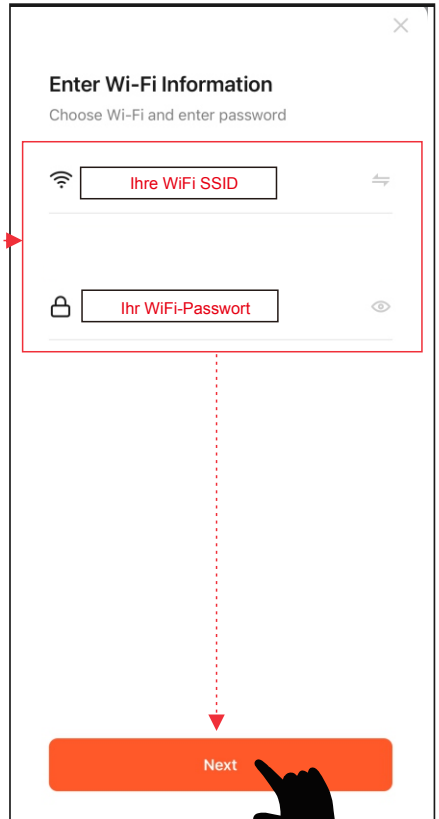 Enter Wi-Fi Information
Choose Wi-Fi and enter password
Ihre WiFi SSID
Ihr WiFi-Passwort
Next